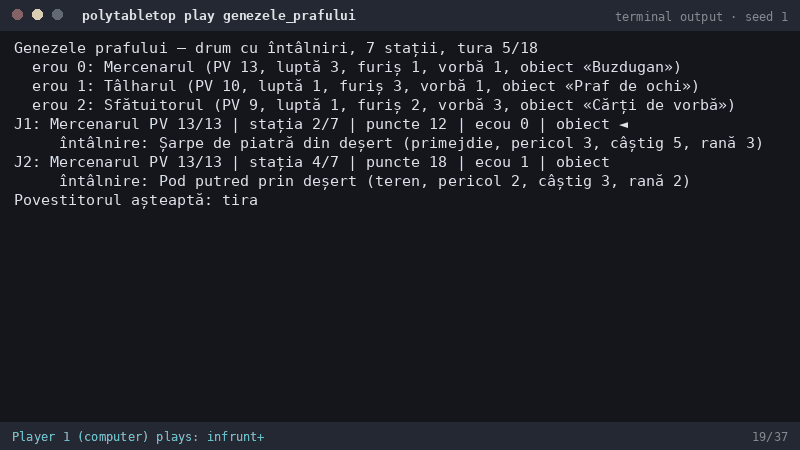 polytabletop play genezele_prafului
terminal output · seed 1
Genezele prafului — drum cu întâlniri, 7 stații, tura 5/18
erou 0: Mercenarul (PV 13, luptă 3, furiș 1, vorbă 1, obiect «Buzdugan»)
erou 1: Tâlharul (PV 10, luptă 1, furiș 3, vorbă 1, obiect «Praf de ochi»)
erou 2: Sfătuitorul (PV 9, luptă 1, furiș 2, vorbă 3, obiect «Cărți de vorbă»)
J1: Mercenarul PV 13/13 | stația 2/7 | puncte 12 | ecou 0 | obiect ◄
întâlnire: Șarpe de piatră din deșert (primejdie, pericol 3, câștig 5, rană 3)
J2: Mercenarul PV 13/13 | stația 4/7 | puncte 18 | ecou 1 | obiect
întâlnire: Pod putred prin deșert (teren, pericol 2, câștig 3, rană 2)
Povestitorul așteaptă: tira
Player 1 (computer) plays: infrunt+
19/37